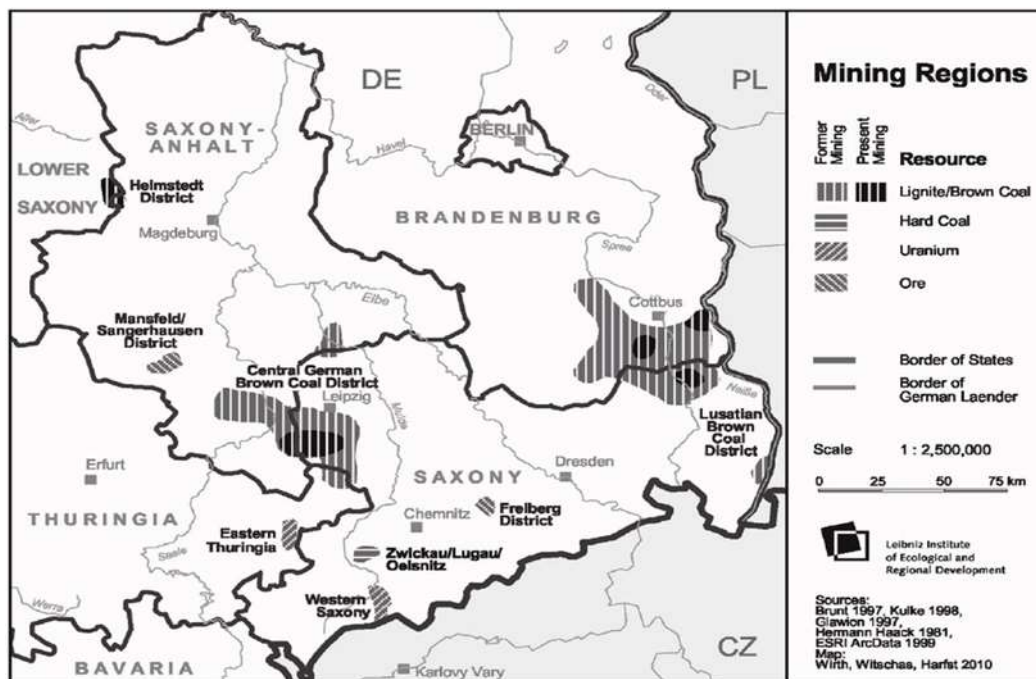 DE
PL
Oder
BERLIN
Havel
Aller
SAXONY-
ANHALT
LOWER
SAXONY
Helmstedt
District
Magdeburg
BRANDENBURG
Spree
Cottbus
Elbe
Mansfeld/
Sangerhausen
District
Central German
Brown Coal District
Leipzig
Mulde
Neiße
Lusatian
Brown
Coal
District
Erfurt
SAXONY
Dresden
THURINGIA
Chemnitz
Freiberg
District
Eastern
Thuringia
Saale
Zwickau/Lugau/
Oelsnitz
Western
Saxony
Werra
BAVARIA
Karlovy Vary
CZ
Mining Regions
Former
Mining
Present
Mining
Resource
Lignite/Brown Coal
Hard Coal
Uranium
Ore
Border of States
Border of
German Laender
Scale 1 : 2,500,000
0 25 50 75 km
Leibniz Institute
of Ecological and
Regional Development
Sources:
Brunt 1997, Kulke 1998,
Glawion 1997,
Hermann Haack 1981,
ESRI ArcData 1999
Map:
Wirth, Witschas, Harfst 2010